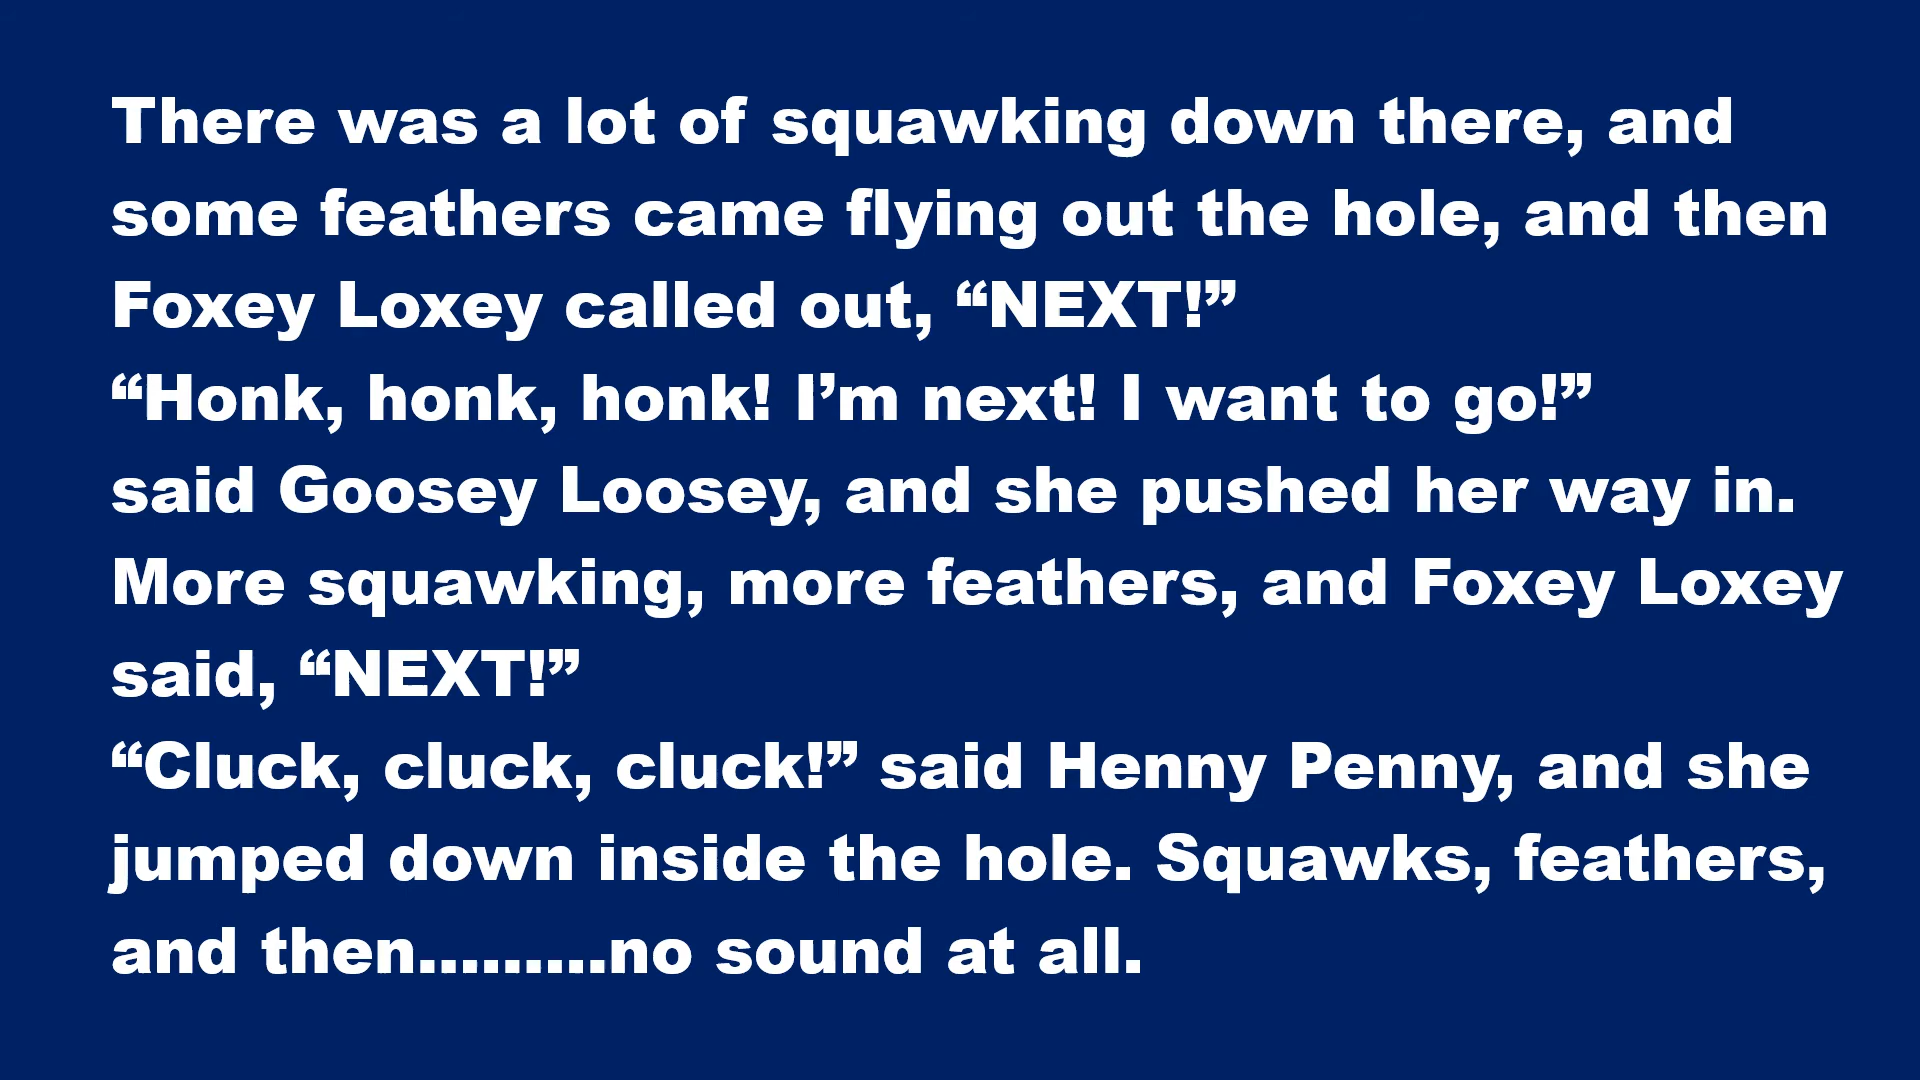 There was a lot of squawking down there, and
some feathers came flying out the hole, and then
Foxey Loxey called out, “NEXT!”
“Honk, honk, honk! I’m next! I want to go!”
said Goosey Loosey, and she pushed her way in.
More squawking, more feathers, and Foxey Loxey
said, “NEXT!”
“Cluck, cluck, cluck!” said Henny Penny, and she
jumped down inside the hole. Squawks, feathers,
and then.........no sound at all.